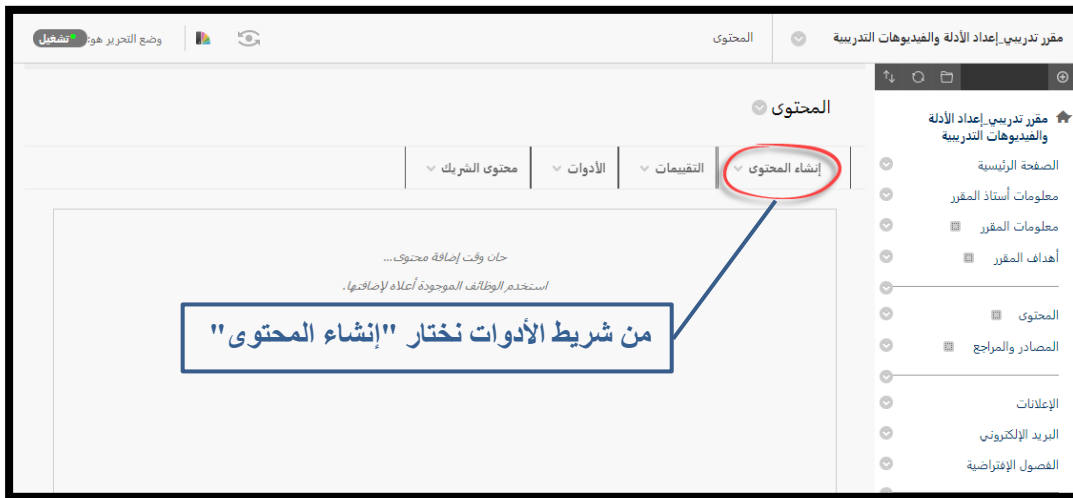 مقرر تدريبي_إعداد الأدلة والفيديوهات التدريبية
المحتوى
وضع التحرير هو: تشغيل
مقرر تدريبي_إعداد الأدلة
والفيديوهات التدريبية
الصفحة الرئيسية
معلومات أستاذ المقرر
معلومات المقرر
أهداف المقرر
المحتوى
المصادر والمراجع
الإعلانات
البريد الإلكتروني
الفصول الإفتراضية
المحتوى
إنشاء المحتوى
التقييمات
الأدوات
محتوى الشريك
حان وقت إضافة محتوى...
استخدم الوظائف الموجودة أعلاه لإضافتها.
من شريط الأدوات نختار "إنشاء المحتوى"